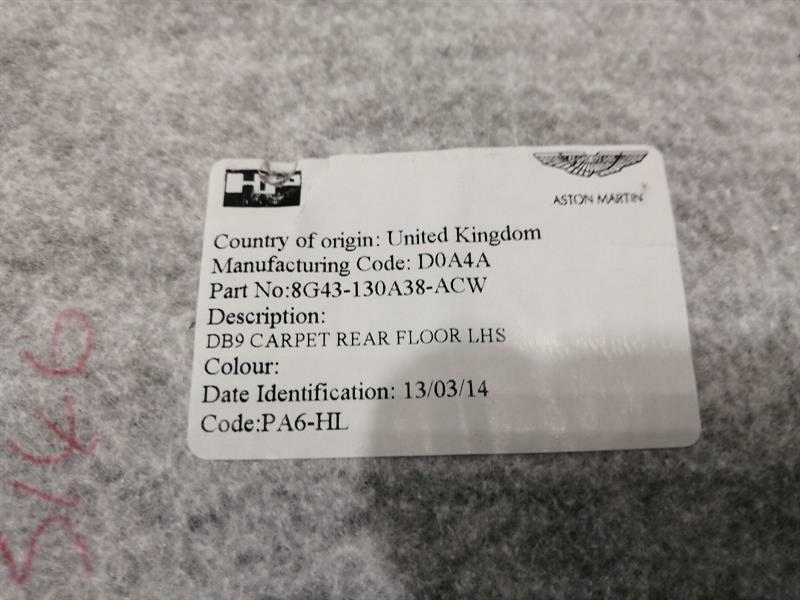 HP
ASTON MARTIN
Country of origin: United Kingdom
Manufacturing Code: D0A4A
Part No:8G43-130A38-ACW
Description:
DB9 CARPET REAR FLOOR LHS
Colour:
Date Identification: 13/03/14
Code:PA6-HL